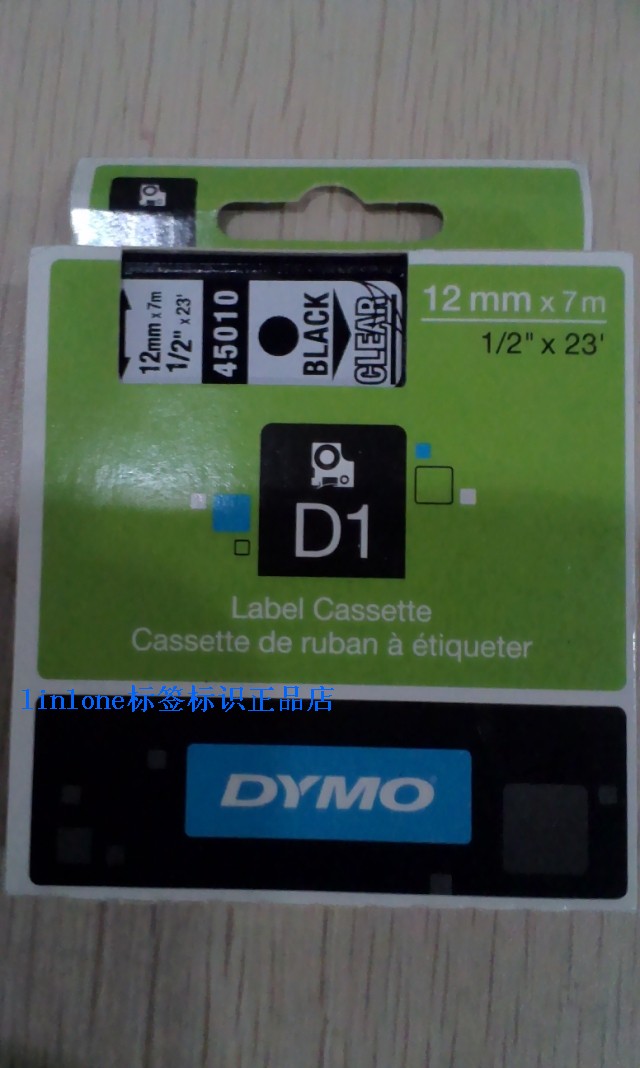 12 mm x 7m
1/2" x 23'
12mm x 7m
1/2" x 23'
45010
BLACK
CLEAR
D1
Label Cassette
Cassette de ruban à étiqueter
linlone标签标识正品店
DYMO